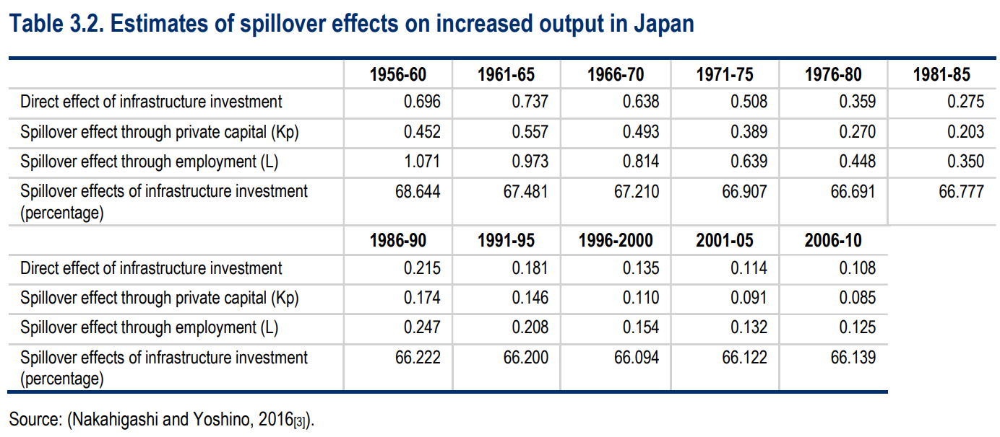 Table 3.2. Estimates of spillover effects on increased output in Japan
1956-60 1961-65 1966-70 1971-75 1976-80 1981-85
Direct effect of infrastructure investment 0.696 0.737 0.638 0.508 0.359 0.275
Spillover effect through private capital (Kp) 0.452 0.557 0.493 0.389 0.270 0.203
Spillover effect through employment (L) 1.071 0.973 0.814 0.639 0.448 0.350
Spillover effects of infrastructure investment 68.644 67.481 67.210 66.907 66.691 66.777
(percentage)
1986-90 1991-95 1996-2000 2001-05 2006-10
Direct effect of infrastructure investment 0.215 0.181 0.135 0.114 0.108
Spillover effect through private capital (Kp) 0.174 0.146 0.110 0.091 0.085
Spillover effect through employment (L) 0.247 0.208 0.154 0.132 0.125
Spillover effects of infrastructure investment 66.222 66.200 66.094 66.122 66.139
(percentage)
Source: (Nakahigashi and Yoshino, 2016[3]).